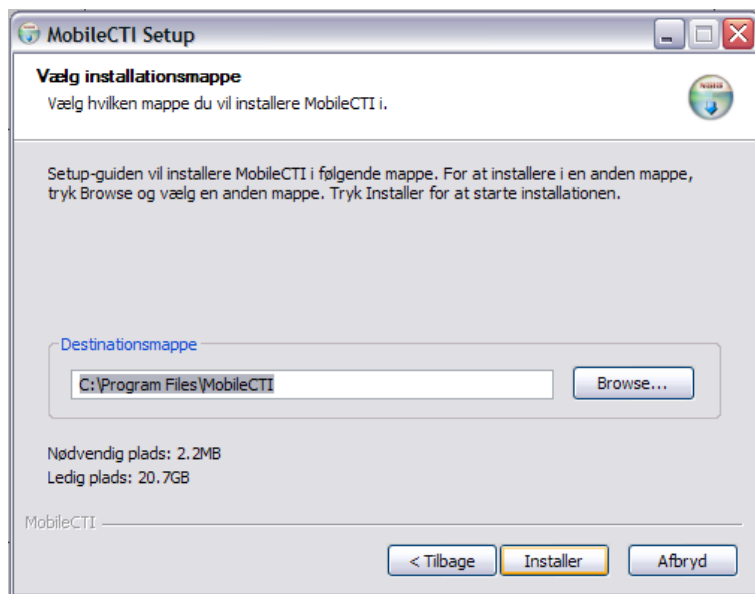 MobileCTI Setup
Vælg installationsmappe
Vælg hvilken mappe du vil installere MobileCTI i.
Setup-guiden vil installere MobileCTI i følgende mappe. For at installere i en anden mappe,
tryk Browse og vælg en anden mappe. Tryk Installer for at starte installationen.
Destinationsmappe
C:\Program Files\MobileCTI
Browse...
Nødvendig plads: 2.2MB
Ledig plads: 20.7GB
MobileCTI
< Tilbage
Installer
Afbryd